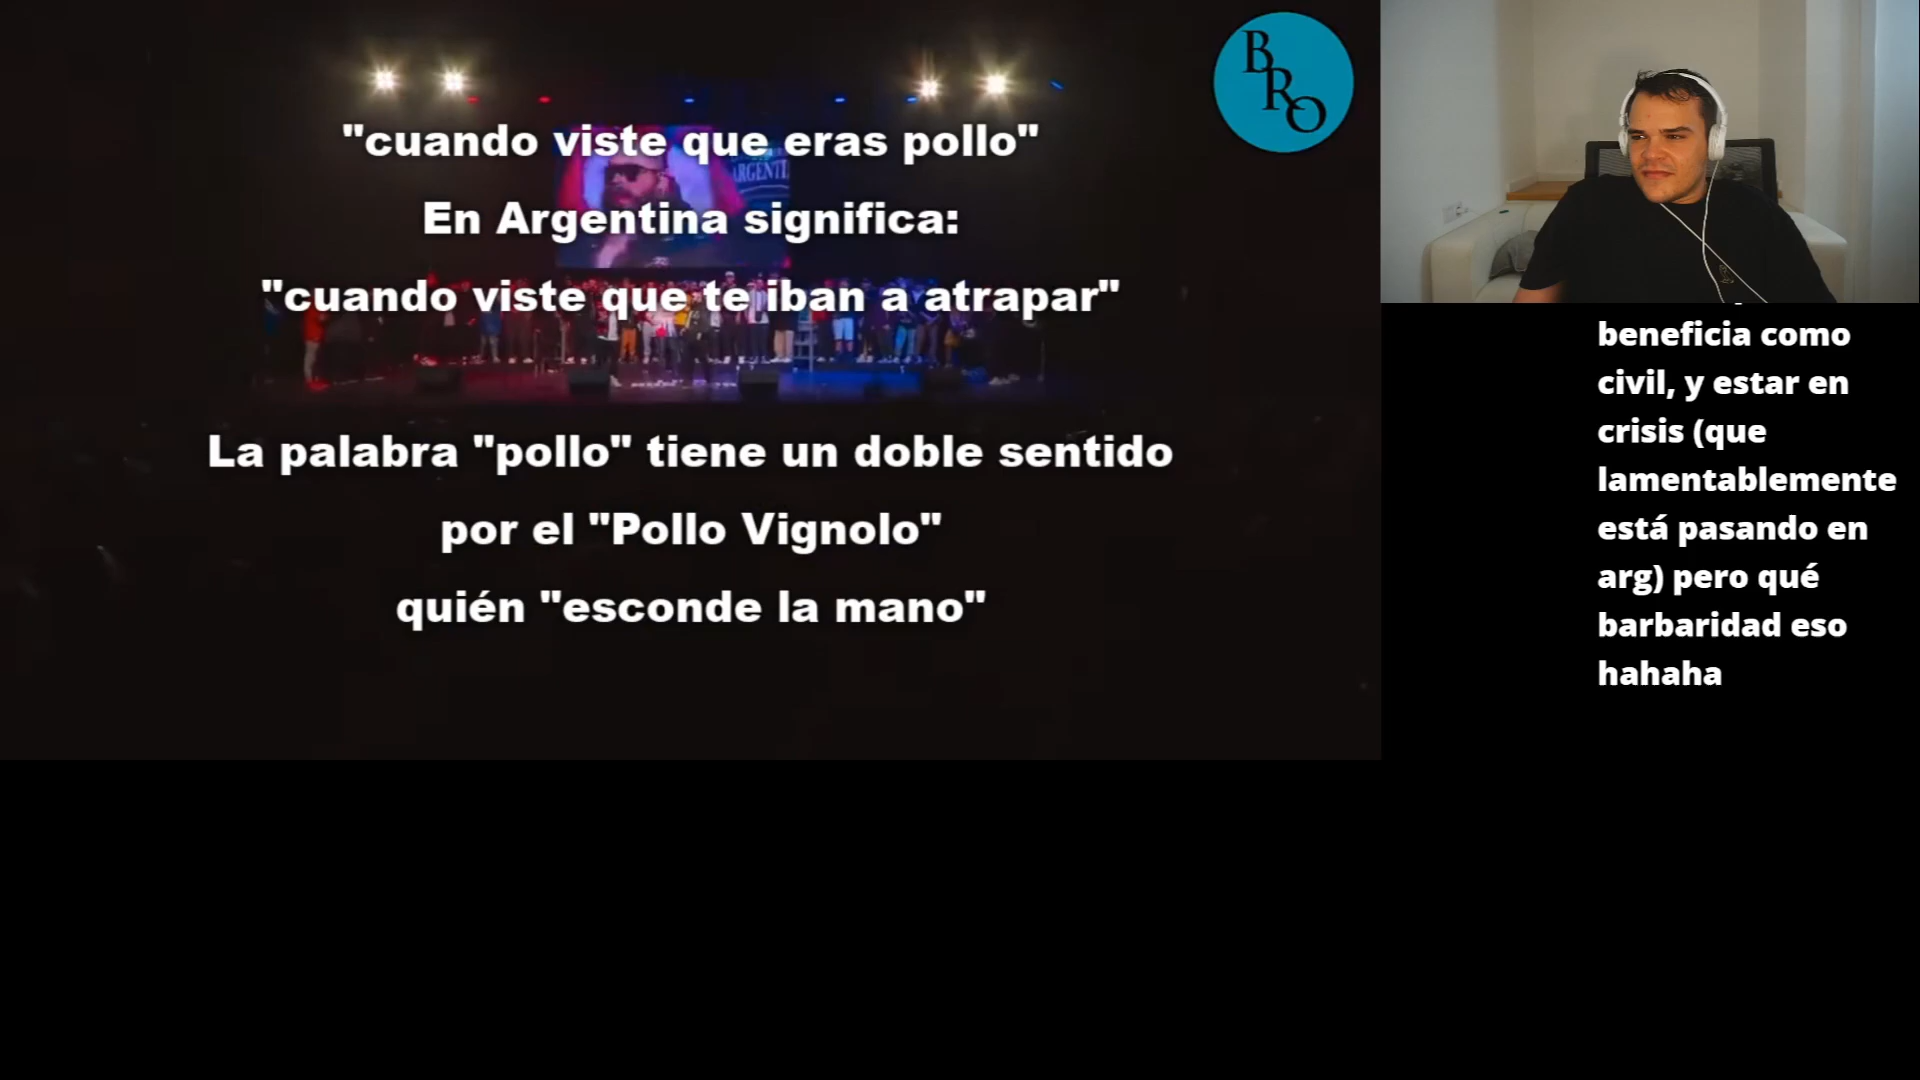 "cuando viste que eras pollo"
En Argentina significa:
"cuando viste que te iban a atrapar"
La palabra "pollo" tiene un doble sentido
por el "Pollo Vignolo"
quién "esconde la mano"
BRO
ARGENTI
beneficia como
civil, y estar en
crisis (que
lamentablemente
está pasando en
arg) pero qué
barbaridad eso
hahaha